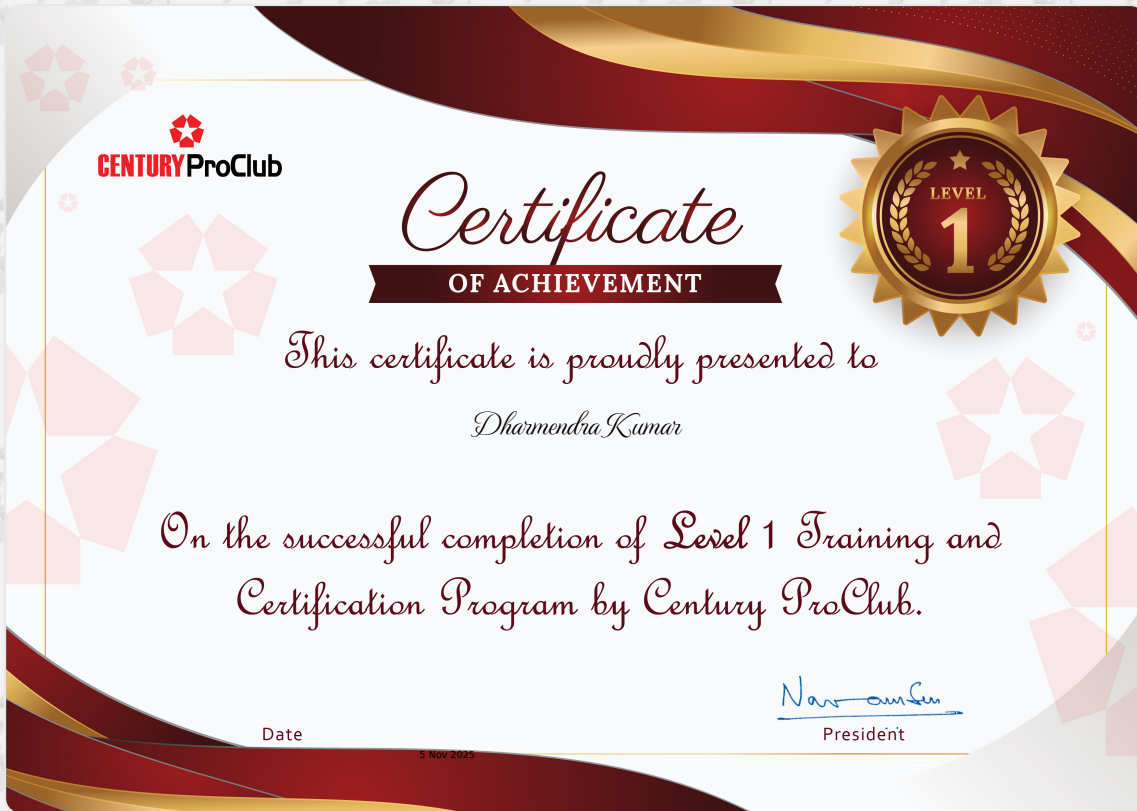 CENTURY ProClub
LEVEL
1
Certificate
OF ACHIEVEMENT
This certificate is proudly presented to
Dharmendra Kumar
On the successful completion of Level 1 Training and
Certification Program by Century ProClub.
Date
President
5 Nov 2025